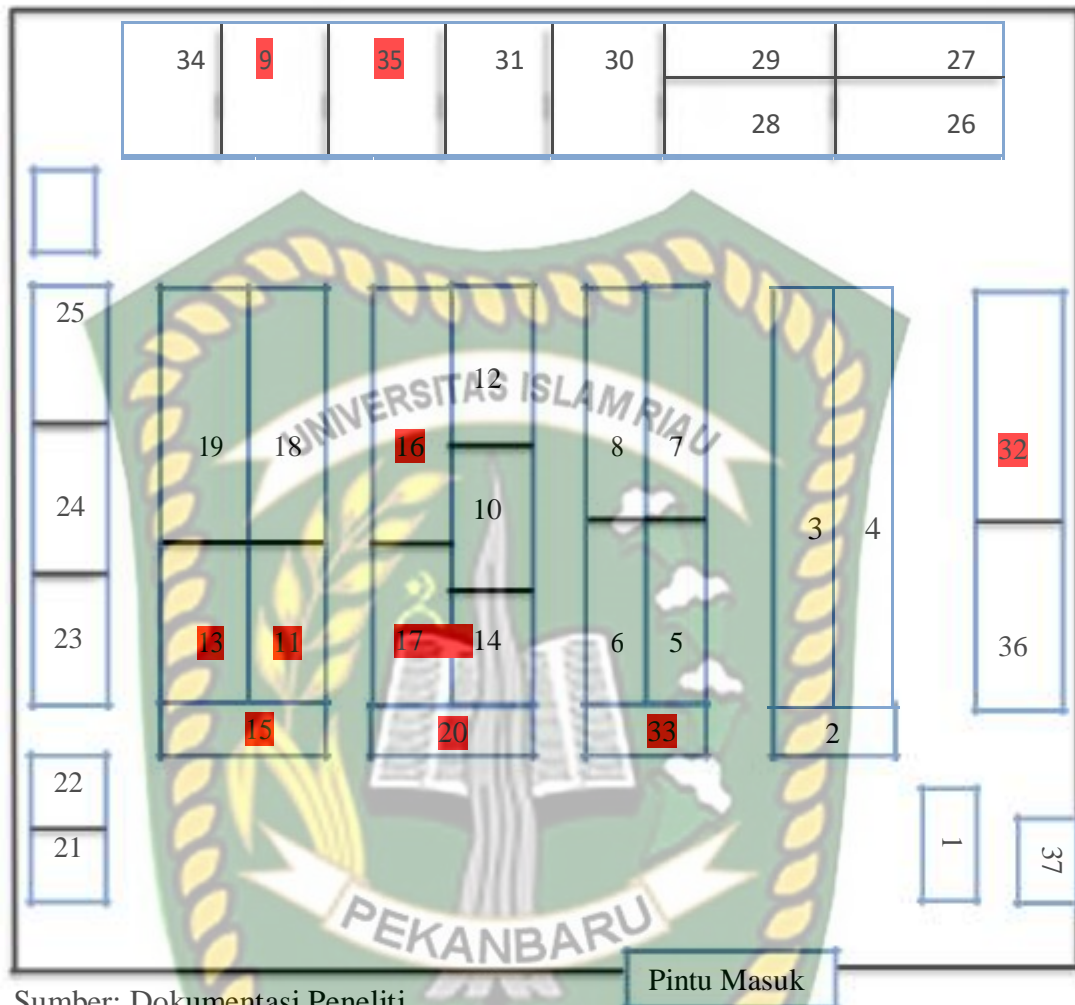 34 9 35 31 30 29 27
28 26
25
12
UNIVERSITAS ISLAM RIAU
19 18 16 8 7 32
24 10 3 4
23 13 11 17 14 6 5 36
15 20 33 2
22
21 1 37
PEKANBARU
Pintu Masuk
Sumber: Dokumentasi Peneliti